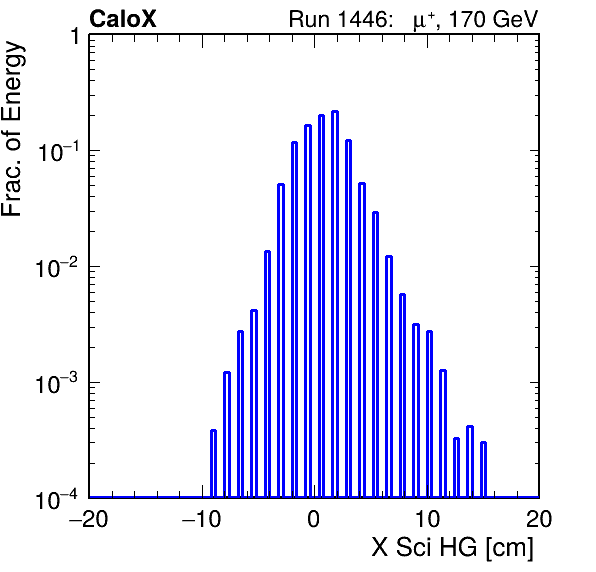 CaloX Run 1446: μ⁺, 170 GeV
Frac. of Energy
1
10⁻¹
10⁻²
10⁻³
10⁻⁴
−20 −10 0 10 20
X Sci HG [cm]